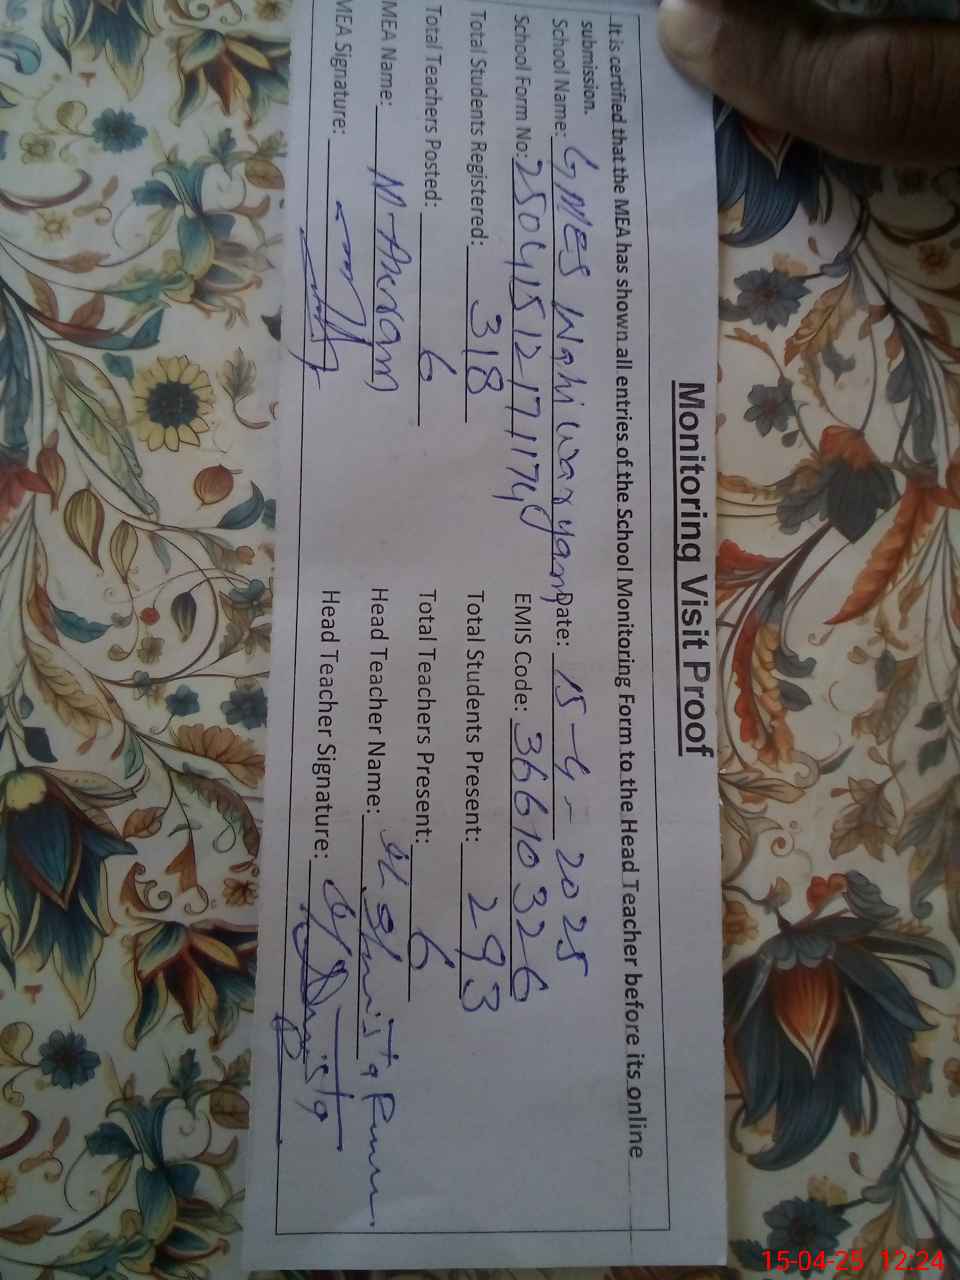 Monitoring Visit Proof
It is certified that the MEA has shown all entries of the School Monitoring Form to the Head Teacher before its online
submission.
School Name: GMES Wahi waryam Date: 15-4-2025
School Form No: EMIS Code: 36610326
Total Students Registered: 318 Total Students Present: 293
Total Teachers Posted: 6 Total Teachers Present: 6
MEA Name: M-Akram Head Teacher Name:
MEA Signature: Head Teacher Signature:
15-04-25 12:24